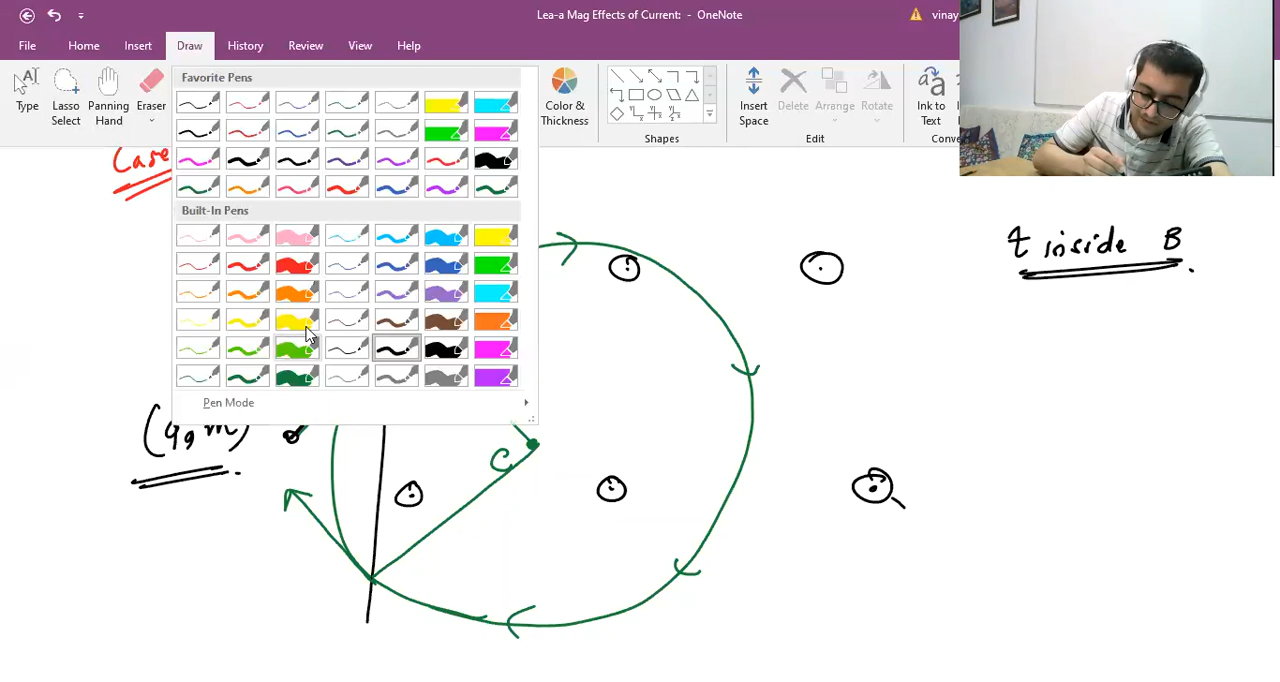 Lea-a Mag Effects of Current: - OneNote
vinay
File Home Insert Draw History Review View Help
Type
Lasso Select
Panning Hand
Eraser
Favorite Pens
Built-In Pens
Pen Mode
Color & Thickness
Shapes
Insert Space
Delete
Arrange
Rotate
Edit
Ink to Text
Conv
Case
t inside B
(q, m)
C